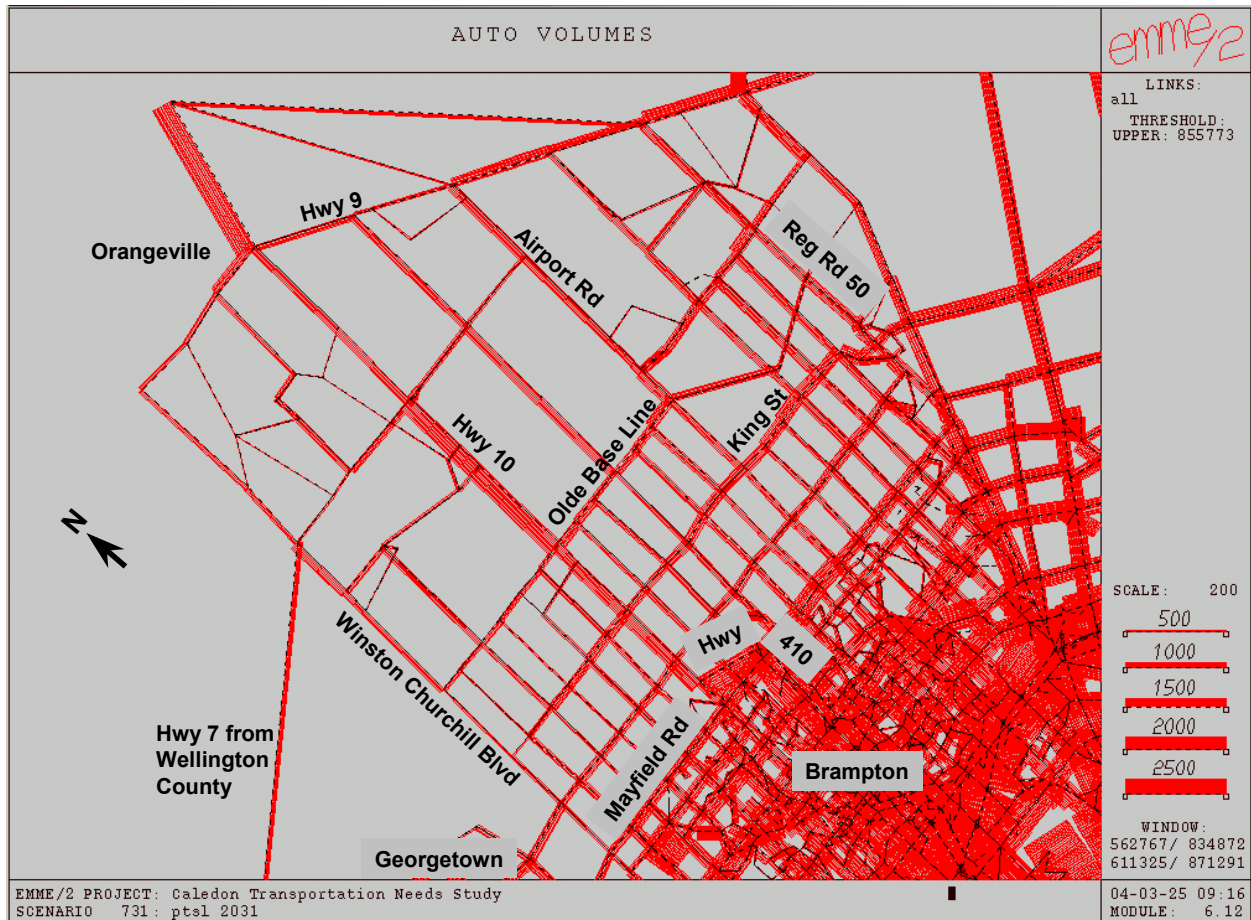 AUTO VOLUMES
emme/2
LINKS:
all
THRESHOLD:
UPPER: 855773
Hwy 9
Orangeville
Airport Rd
Reg Rd 50
Hwy 10
Olde Base Line
King St
N
Winston Churchill Blvd
Hwy
410
Mayfield Rd
Hwy 7 from
Wellington
County
Brampton
Georgetown
SCALE: 200
500
1000
1500
2000
2500
WINDOW:
562767/ 834872
611325/ 871291
EMME/2 PROJECT: Caledon Transportation Needs Study
SCENARIO 731: ptsl 2031
04-03-25 09:16
MODULE: 6.12